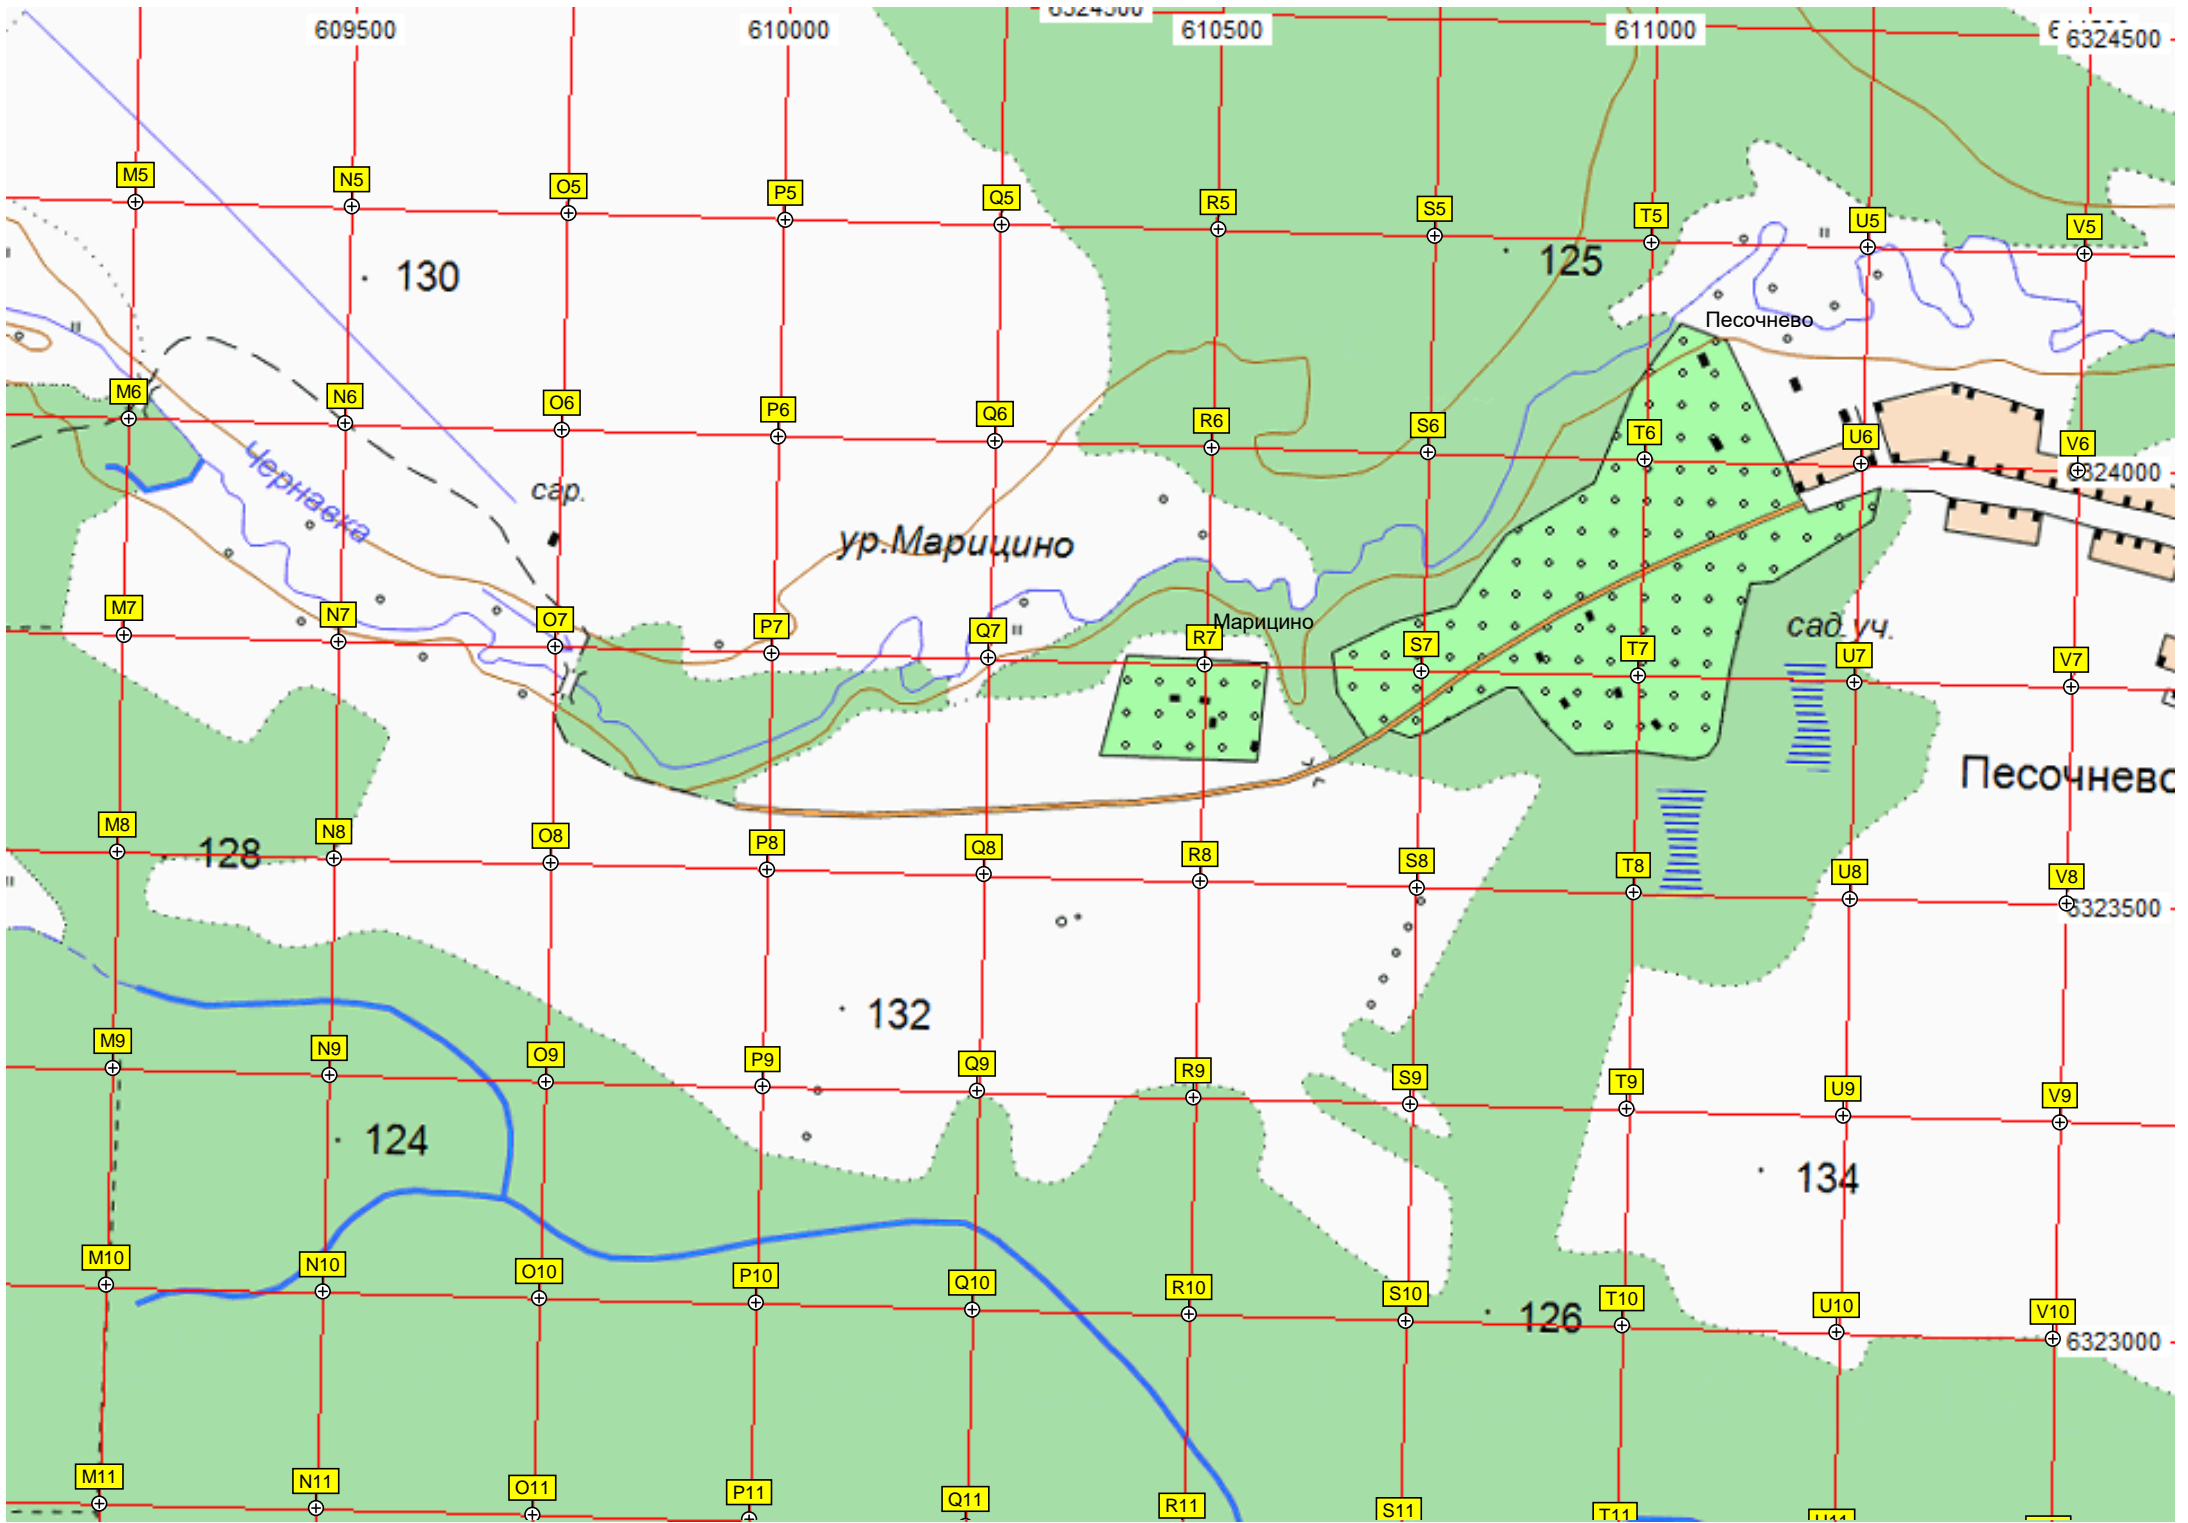 6324500
609500 610000 610500 611000 6324500
M5 N5 O5 P5 Q5 R5 S5 T5 U5 V5
130 125
Песочнево
M6 N6 O6 P6 Q6 R6 S6 T6 U6 V6
6324000
Чернавка
сар.
ур.Марицино
M7 N7 O7 P7 Q7 R7 S7 T7 U7 V7
Марицино
сад.уч.
Песочнево
M8 N8 O8 P8 Q8 R8 S8 T8 U8 V8
128
6323500
132
M9 N9 O9 P9 Q9 R9 S9 T9 U9 V9
124
134
M10 N10 O10 P10 Q10 R10 S10 T10 U10 V10
126
6323000
M11 N11 O11 P11 Q11 R11 S11 T11 U11